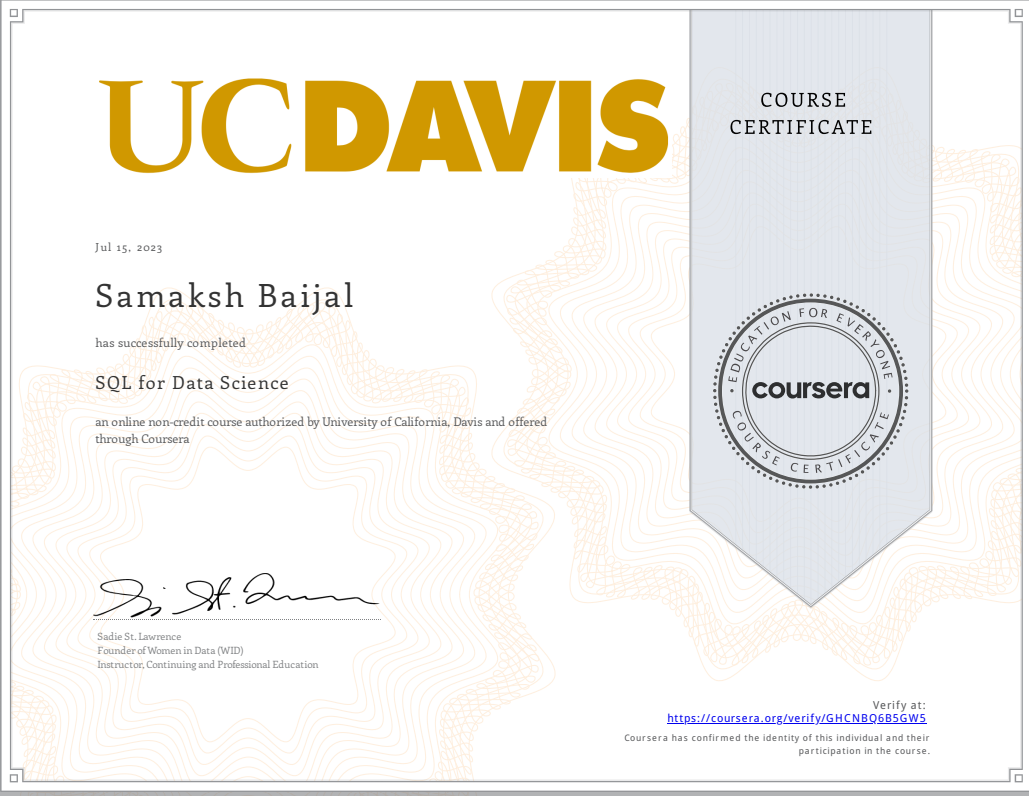 UCDAVIS
COURSE
CERTIFICATE
Jul 15, 2023
Samaksh Baijal
has successfully completed
SQL for Data Science
an online non-credit course authorized by University of California, Davis and offered
through Coursera
EDUCATION FOR EVERYONE
coursera
COURSE CERTIFICATE
Sadie St. Lawrence
Founder of Women in Data (WID)
Instructor, Continuing and Professional Education
Verify at:
https://coursera.org/verify/GHCNBQ6B5GW5
Coursera has confirmed the identity of this individual and their
participation in the course.